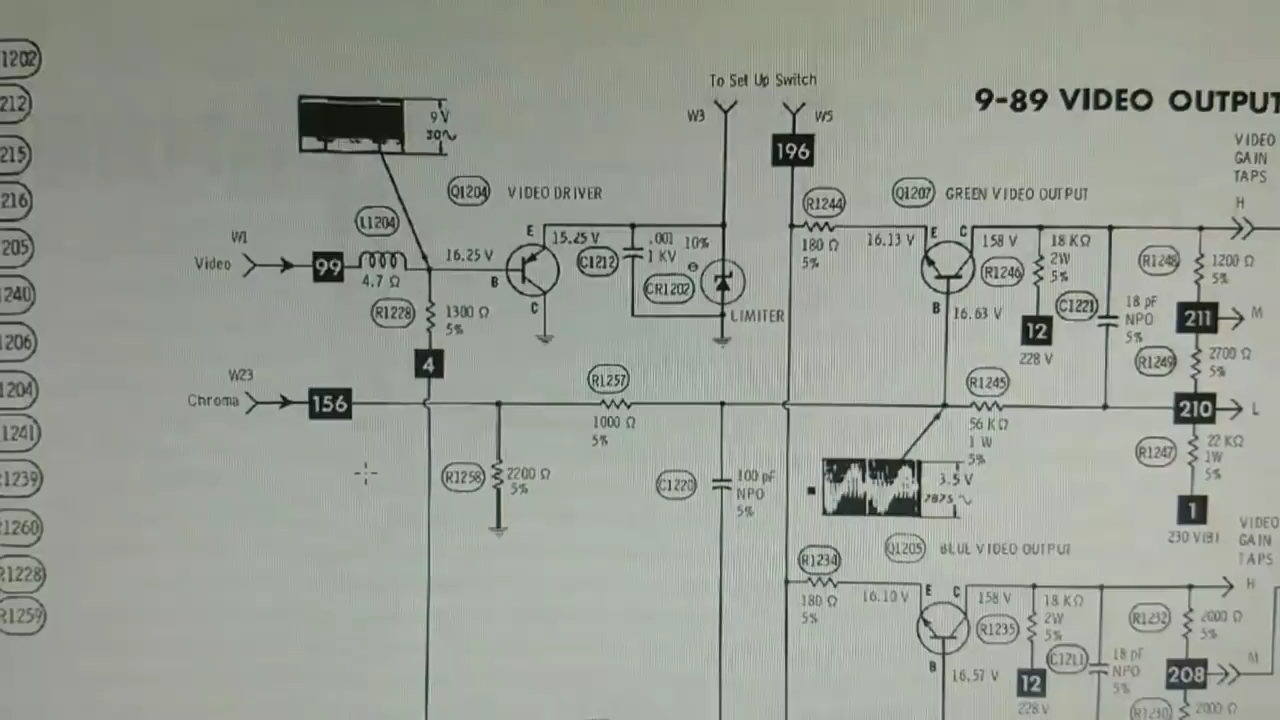 1202
212
215
216
205
1240
1206
1204
1241
1239
R1260
R1228
R1259
To Set Up Switch
W3
W5
9-89 VIDEO OUTPUT
9 V
30
196
VIDEO
GAIN
TAPS
H
Q1204 VIDEO DRIVER
R1244
Q1207 GREEN VIDEO OUTPUT
L1204
W1
Video
99
4.7 Ω
16.25 V
E
15.25 V
B
C
C1212
.001 10%
1 KV
CR1202
LIMITER
180 Ω
5%
16.13 V
E C
158 V
R1246
18 KΩ
2W
5%
R1248
1200 Ω
5%
R1228
1300 Ω
5%
4
B
16.63 V
12
228 V
C1221
18 pF
NPO
5%
211
M
R1249
2700 Ω
5%
W23
Chroma
156
R1257
1000 Ω
5%
R1245
56 KΩ
1 W
5%
210
L
R1247
22 KΩ
1W
5%
R1258
2200 Ω
5%
C1220
100 pF
NPO
5%
3.5 V
7875
1
230 V(B)
Q1205 BLUE VIDEO OUTPUT
VIDEO
GAIN
TAPS
H
R1234
180 Ω
5%
16.10 V
E C
158 V
R1235
18 KΩ
2W
5%
R1232
2000 Ω
5%
B
16.57 V
12
228 V
C1211
18 pF
NPO
5%
208
M
R1230
2000 Ω